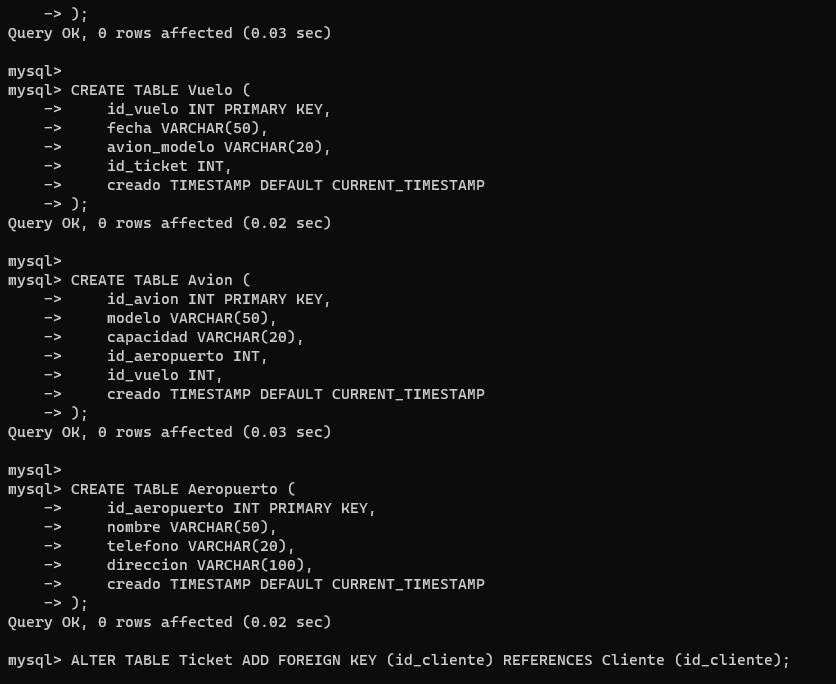 -> );
Query OK, 0 rows affected (0.03 sec)
mysql>
mysql> CREATE TABLE Vuelo (
    ->     id_vuelo INT PRIMARY KEY,
    ->     fecha VARCHAR(50),
    ->     avion_modelo VARCHAR(20),
    ->     id_ticket INT,
    ->     creado TIMESTAMP DEFAULT CURRENT_TIMESTAMP
    -> );
Query OK, 0 rows affected (0.02 sec)
mysql>
mysql> CREATE TABLE Avion (
    ->     id_avion INT PRIMARY KEY,
    ->     modelo VARCHAR(50),
    ->     capacidad VARCHAR(20),
    ->     id_aeropuerto INT,
    ->     id_vuelo INT,
    ->     creado TIMESTAMP DEFAULT CURRENT_TIMESTAMP
    -> );
Query OK, 0 rows affected (0.03 sec)
mysql>
mysql> CREATE TABLE Aeropuerto (
    ->     id_aeropuerto INT PRIMARY KEY,
    ->     nombre VARCHAR(50),
    ->     telefono VARCHAR(20),
    ->     direccion VARCHAR(100),
    ->     creado TIMESTAMP DEFAULT CURRENT_TIMESTAMP
    -> );
Query OK, 0 rows affected (0.02 sec)
mysql> ALTER TABLE Ticket ADD FOREIGN KEY (id_cliente) REFERENCES Cliente (id_cliente);